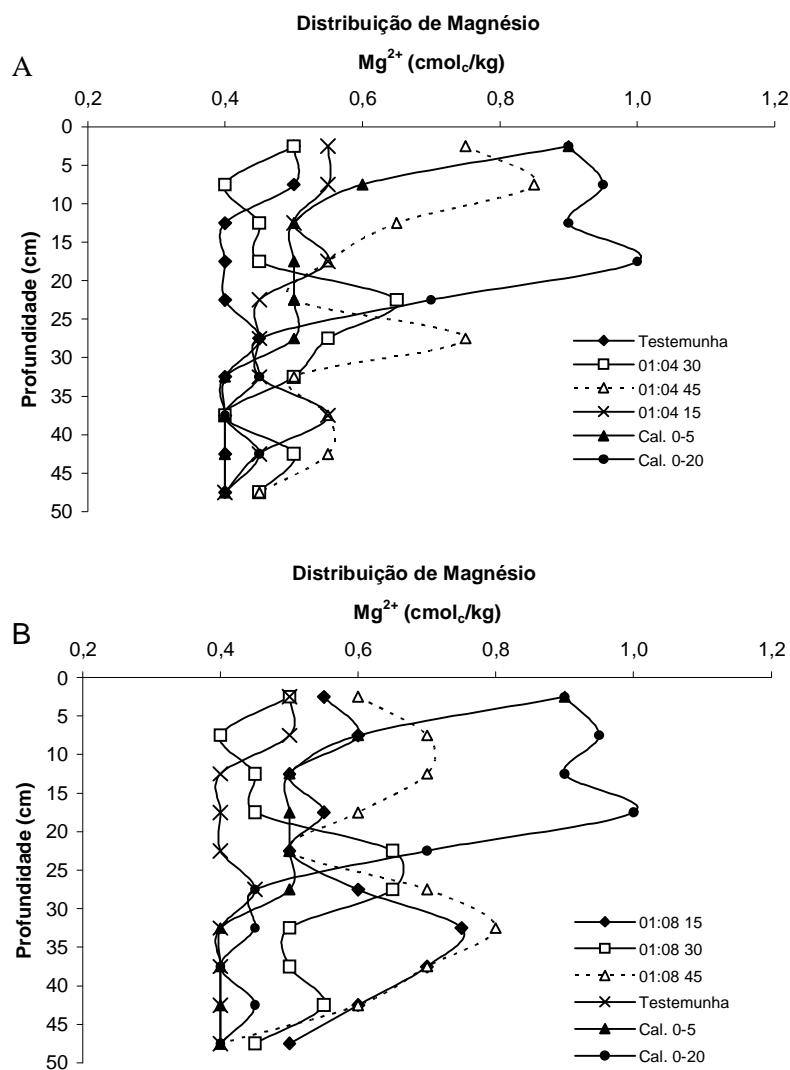 Distribuição de Magnésio
A
Mg2+ (cmolc/kg)
0,2 0,4 0,6 0,8 1,0 1,2
0
5
10
15
20
25
30
35
40
45
50
Profundidade (cm)
Testemunha
01:04 30
01:04 45
01:04 15
Cal. 0-5
Cal. 0-20
Distribuição de Magnésio
B
Mg2+ (cmolc/kg)
0,2 0,4 0,6 0,8 1,0 1,2
0
5
10
15
20
25
30
35
40
45
50
Profundidade (cm)
01:08 15
01:08 30
01:08 45
Testemunha
Cal. 0-5
Cal. 0-20